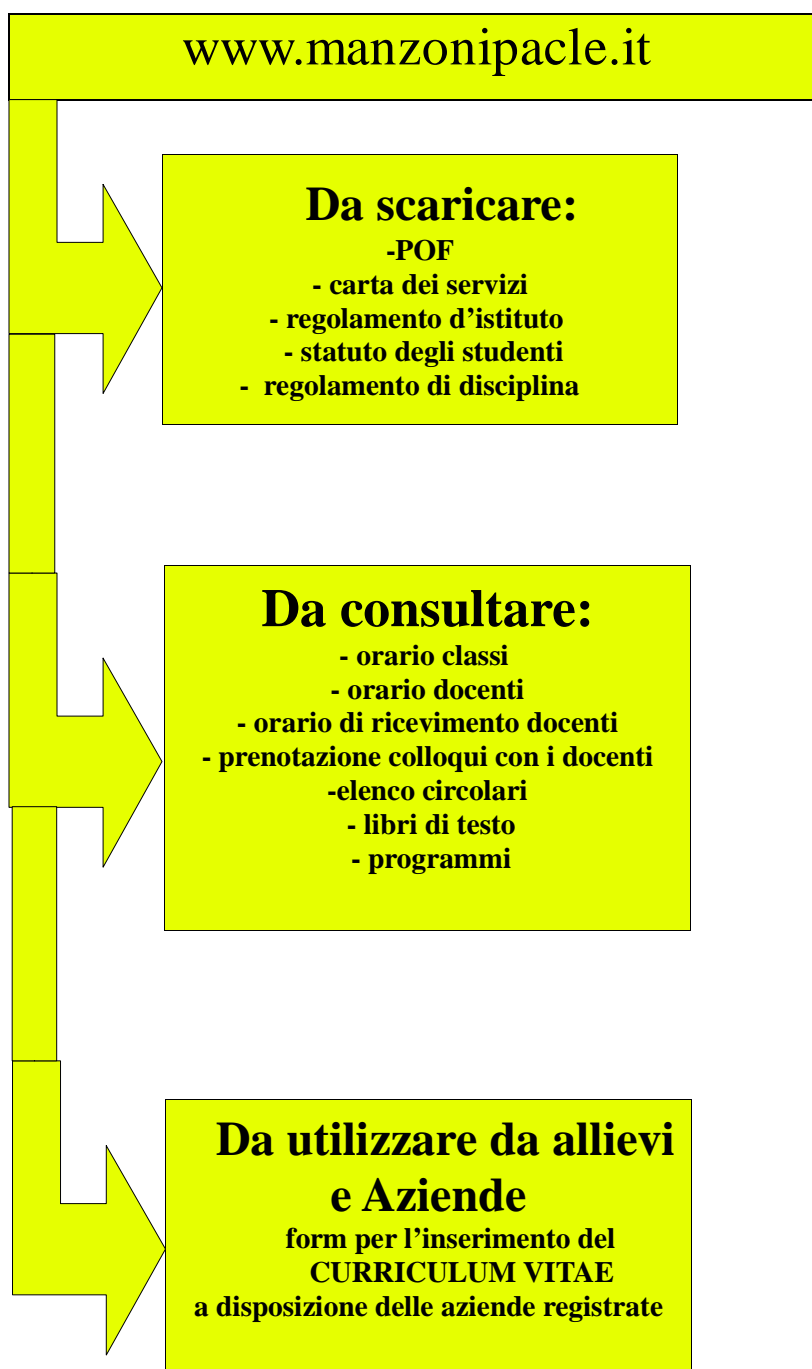 www.manzonipacle.it
Da scaricare:
-POF
- carta dei servizi
- regolamento d’istituto
- statuto degli studenti
- regolamento di disciplina
Da consultare:
- orario classi
- orario docenti
- orario di ricevimento docenti
- prenotazione colloqui con i docenti
-elenco circolari
- libri di testo
- programmi
Da utilizzare da allievi
e Aziende
form per l’inserimento del
CURRICULUM VITAE
a disposizione delle aziende registrate